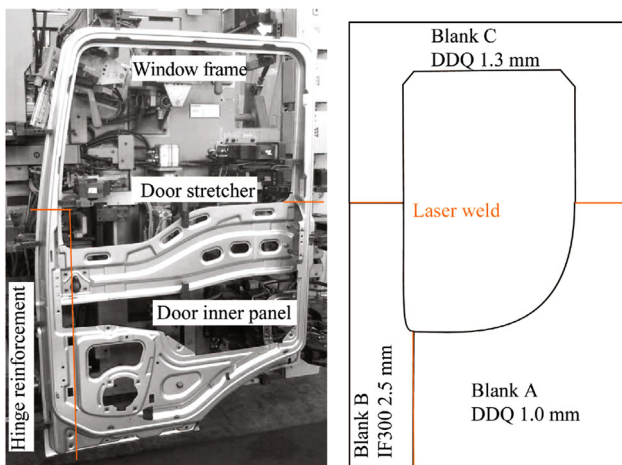 Window frame
Door stretcher
Door inner panel
Hinge reinforcement
Blank C
DDQ 1.3 mm
Laser weld
Blank B
IF300 2.5 mm
Blank A
DDQ 1.0 mm